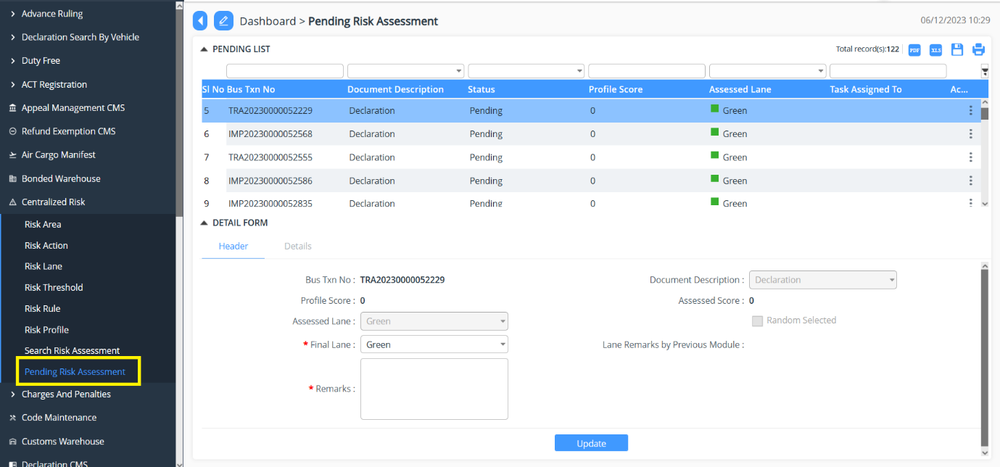 Advance Ruling
Declaration Search By Vehicle
Duty Free
ACT Registration
Appeal Management CMS
Refund Exemption CMS
Air Cargo Manifest
Bonded Warehouse
Centralized Risk
Risk Area
Risk Action
Risk Lane
Risk Threshold
Risk Rule
Risk Profile
Search Risk Assessment
Pending Risk Assessment
Charges And Penalties
Code Maintenance
Customs Warehouse
Declaration CMS
Dashboard > Pending Risk Assessment
06/12/2023 10:29
PENDING LIST
Total record(s):122
PDF
XLS
Sl No Bus Txn No Document Description Status Profile Score Assessed Lane Task Assigned To Ac...
5 TRA20230000052229 Declaration Pending 0 Green
6 IMP20230000052568 Declaration Pending 0 Green
7 TRA20230000052555 Declaration Pending 0 Green
8 IMP20230000052586 Declaration Pending 0 Green
9 IMP20230000052835 Declaration Pending 0 Green
DETAIL FORM
Header Details
Bus Txn No : TRA20230000052229 Document Description : Declaration
Profile Score : 0 Assessed Score : 0
Assessed Lane : Green Random Selected
* Final Lane : Green Lane Remarks by Previous Module :
* Remarks :
Update